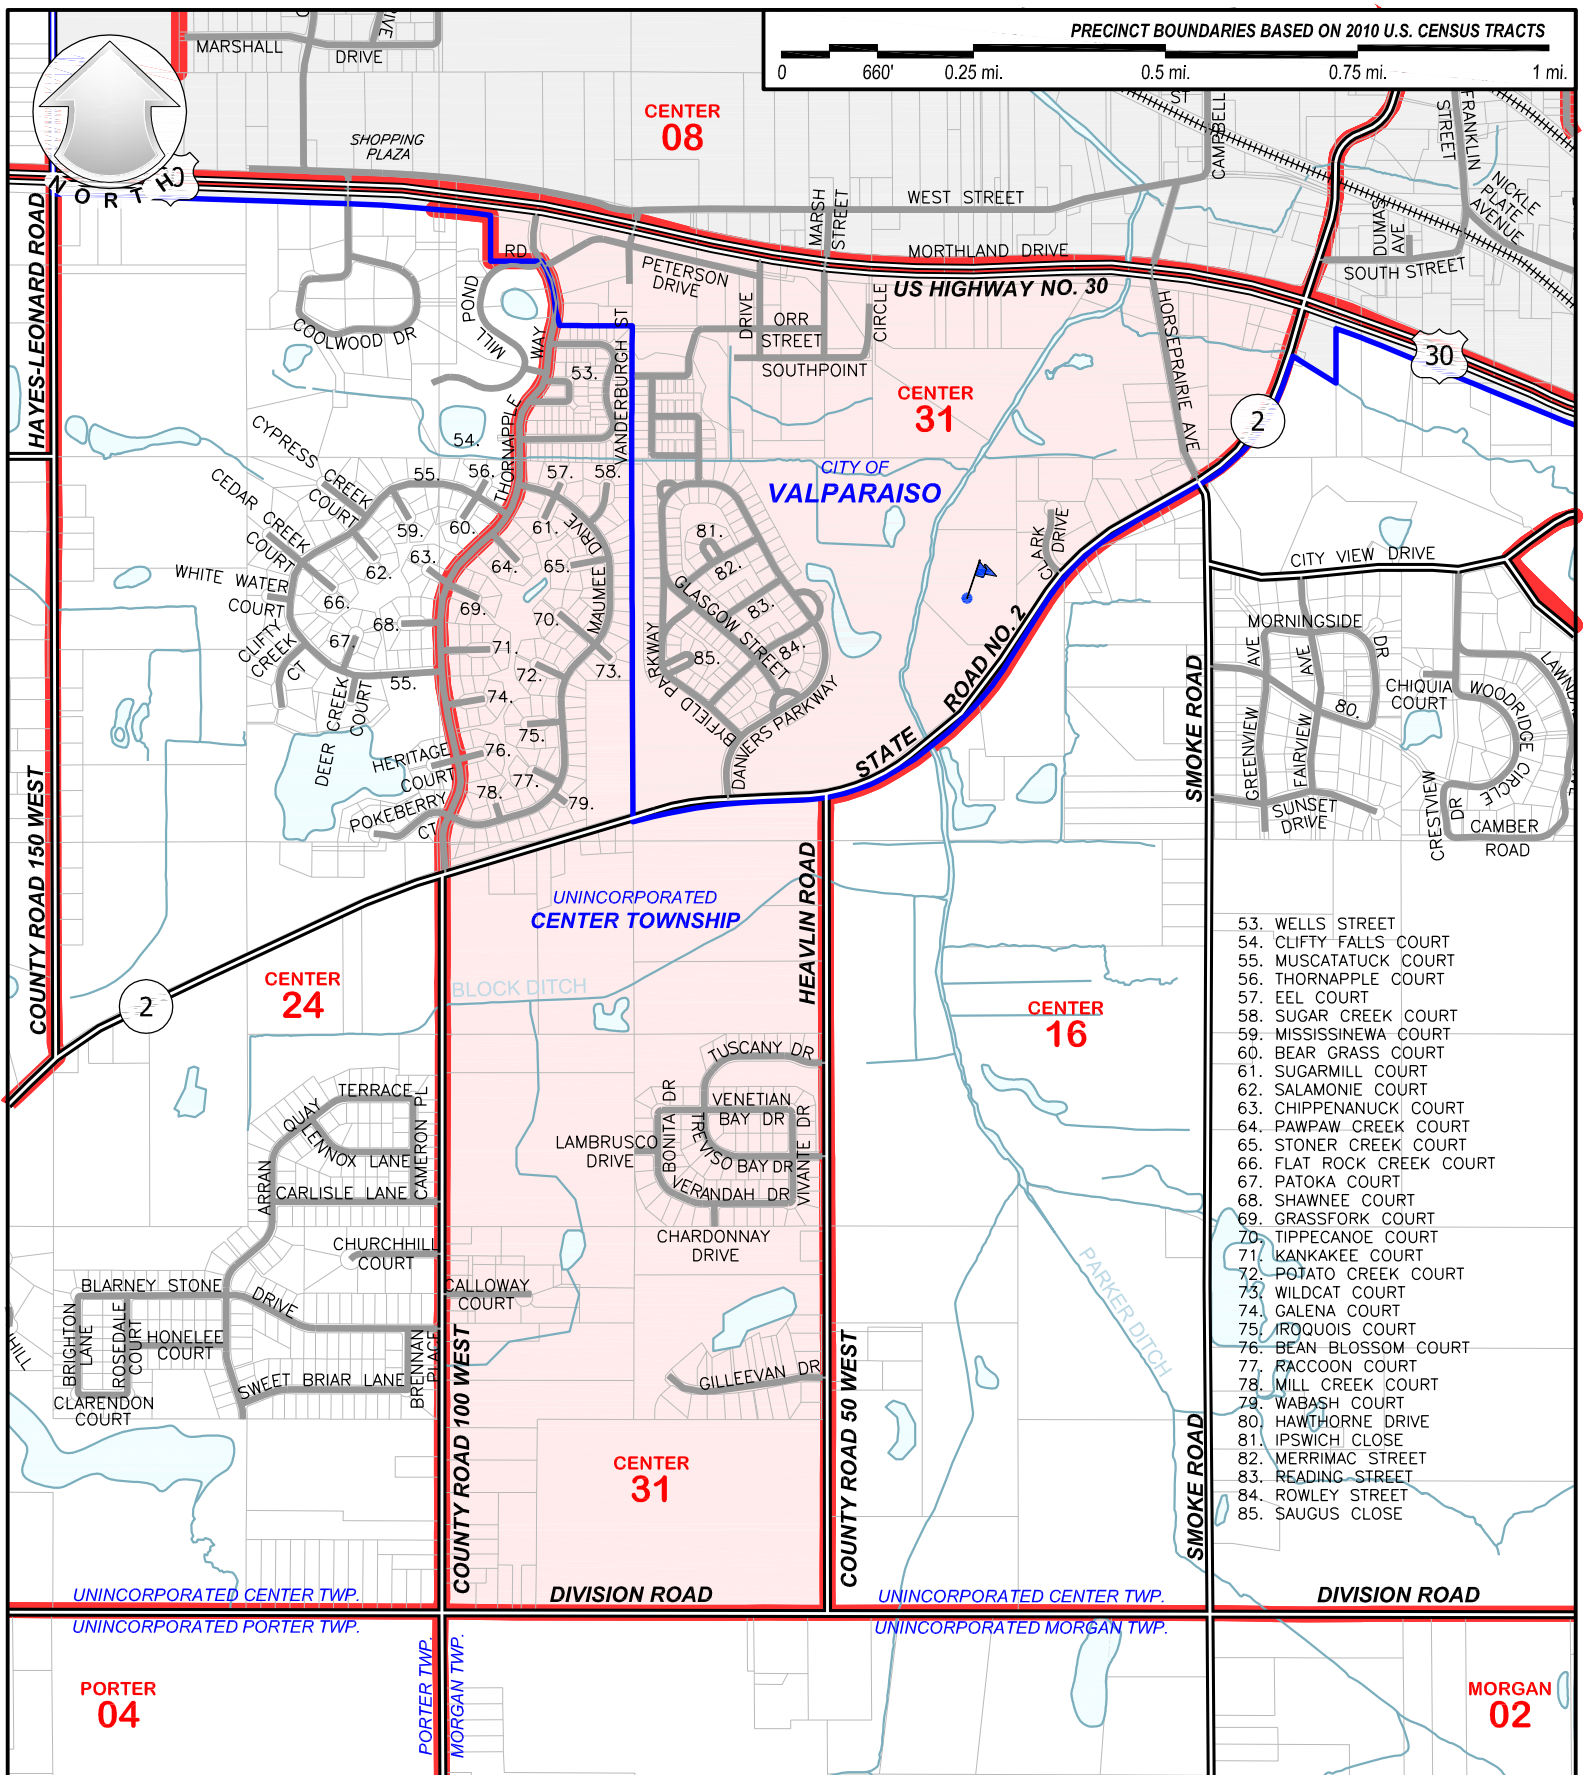 PRECINCT BOUNDARIES BASED ON 2010 U.S. CENSUS TRACTS
0 660' 0.25 mi. 0.5 mi. 0.75 mi. 1 mi.
NORTH
MARSHALL
DRIVE
SHOPPING
PLAZA
CENTER
08
ST
CAMPBELL
FRANKLIN
STREET
NICKLE
PLATE
AVENUE
DUMAS
AVE
SOUTH STREET
WEST STREET
MARSH
STREET
MORTHLAND DRIVE
US HIGHWAY NO. 30
30
HAYES-LEONARD ROAD
RD
POND
MILL
COOLWOOD DR
PETERSON
DRIVE
DRIVE
ORR
STREET
CIRCLE
SOUTHPOINT
HORSEPRAIRIE AVE
WAY
THORNAPPLE
VANDERBURGH ST
53.
54.
CENTER
31
2
CITY OF
VALPARAISO
CYPRESS CREEK
COURT
CEDAR CREEK
COURT
WHITE WATER
COURT
CLIFTY
CREEK
CT
DEER CREEK
COURT
55.
56.
57.
58.
59.
60.
61.
62.
63.
64.
65.
66.
67.
68.
69.
70.
71.
72.
73.
74.
75.
76.
77.
78.
79.
55.
MAUMEE DRIVE
HERITAGE
COURT
POKEBERRY
CT
81.
82.
83.
84.
85.
GLASGOW STREET
BYFIELD PARKWAY
DANVERS PARKWAY
CLARK
DRIVE
STATE ROAD NO. 2
SMOKE ROAD
CITY VIEW DRIVE
MORNINGSIDE
DR
AVE
AVE
GREENVIEW
FAIRVIEW
80.
SUNSET
DRIVE
CHIQUIA
COURT
WOODRIDGE CIRCLE
CRESTVIEW
DR
CAMBER
ROAD
COUNTY ROAD 150 WEST
UNINCORPORATED
CENTER TOWNSHIP
HEAVLIN ROAD
BLOCK DITCH
CENTER
24
2
CENTER
16
53. WELLS STREET
54. CLIFTY FALLS COURT
55. MUSCATATUCK COURT
56. THORNAPPLE COURT
57. EEL COURT
58. SUGAR CREEK COURT
59. MISSISSINEWA COURT
60. BEAR GRASS COURT
61. SUGARMILL COURT
62. SALAMONIE COURT
63. CHIPPENANUCK COURT
64. PAWPAW CREEK COURT
65. STONER CREEK COURT
66. FLAT ROCK CREEK COURT
67. PATOKA COURT
68. SHAWNEE COURT
69. GRASSFORK COURT
70. TIPPECANOE COURT
71. KANKAKEE COURT
72. POTATO CREEK COURT
73. WILDCAT COURT
74. GALENA COURT
75. IROQUOIS COURT
76. BEAN BLOSSOM COURT
77. RACCOON COURT
78. MILL CREEK COURT
79. WABASH COURT
80. HAWTHORNE DRIVE
81. IPSWICH CLOSE
82. MERRIMAC STREET
83. READING STREET
84. ROWLEY STREET
85. SAUGUS CLOSE
TUSCANY DR
VENETIAN
BAY DR
BONITA DR
TREVISO BAY DR
VIVANTE DR
LAMBRUSCO
DRIVE
VERANDAH DR
CHARDONNAY
DRIVE
TERRACE
QUAY
LENNOX LANE
CAMERON PL
ARRAN
CARLISLE LANE
CHURCHHILL
COURT
CALLOWAY
COURT
BLARNEY STONE
DRIVE
BRIGHTON
LANE
ROSEDALE
COURT
HONELEE
COURT
BRENNAN
PLACE
SWEET BRIAR LANE
CLARENDON
COURT
HILL
GILLEEVAN DR
PARKER DITCH
COUNTY ROAD 100 WEST
COUNTY ROAD 50 WEST
SMOKE ROAD
CENTER
31
UNINCORPORATED CENTER TWP.
DIVISION ROAD
UNINCORPORATED CENTER TWP.
DIVISION ROAD
UNINCORPORATED PORTER TWP.
UNINCORPORATED MORGAN TWP.
PORTER TWP.
MORGAN TWP.
PORTER
04
MORGAN
02